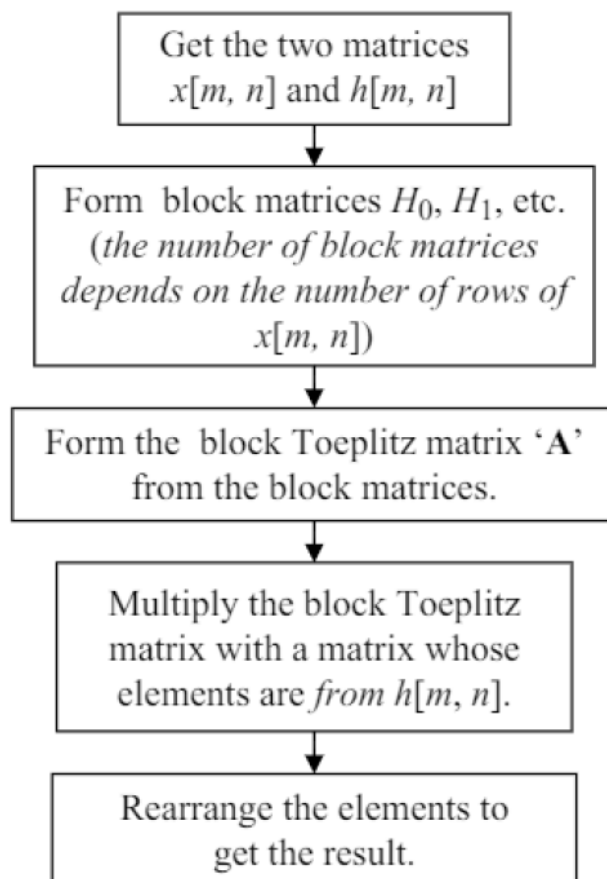 Get the two matrices
x[m, n] and h[m, n]
Form block matrices H₀, H₁, etc.
(the number of block matrices
depends on the number of rows of
x[m, n])
Form the block Toeplitz matrix ‘A’
from the block matrices.
Multiply the block Toeplitz
matrix with a matrix whose
elements are from h[m, n].
Rearrange the elements to
get the result.